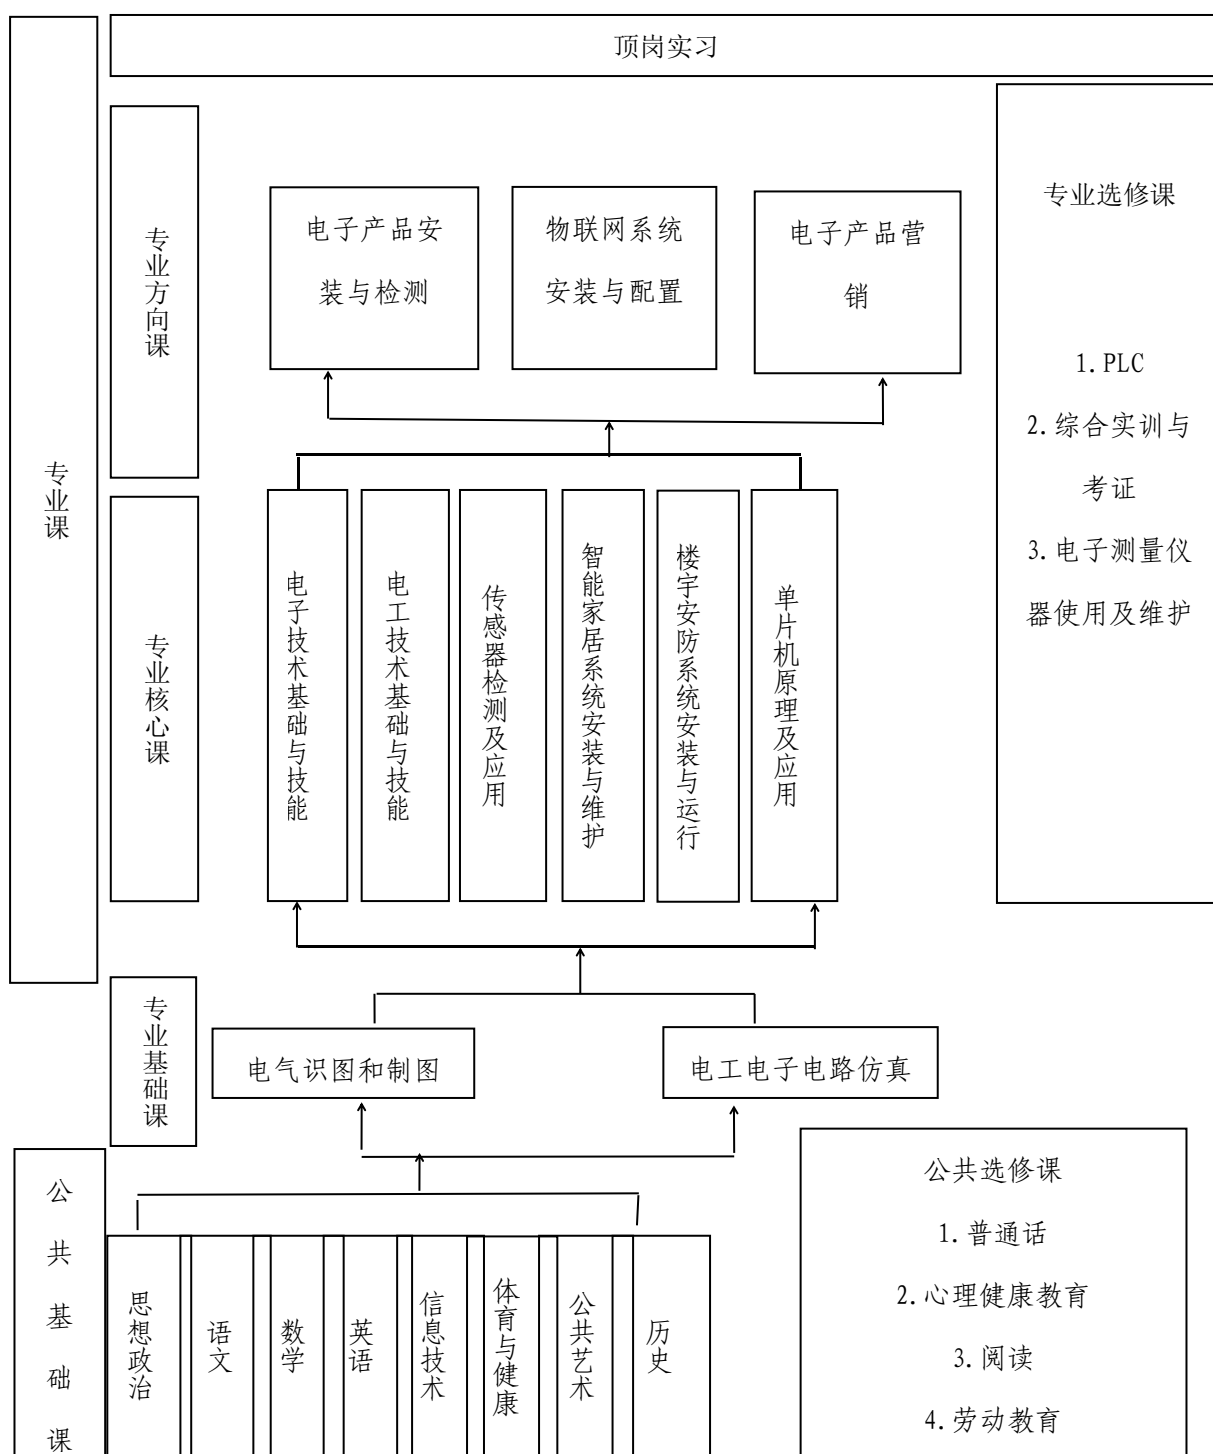 顶岗实习
专业课
专业方向课
电子产品安
装与检测
物联网系统
安装与配置
电子产品营
销
专业选修课
1. PLC
2. 综合实训与
考证
3. 电子测量仪
器使用及维护
专业核心课
电子技术基础与技能
电工技术基础与技能
传感器检测及应用
智能家居系统安装与维护
楼宇安防系统安装与运行
单片机原理及应用
专业基础课
电气识图和制图
电工电子电路仿真
公共基础课
思想政治
语文
数学
英语
信息技术
体育与健康
公共艺术
历史
公共选修课
1. 普通话
2. 心理健康教育
3. 阅读
4. 劳动教育